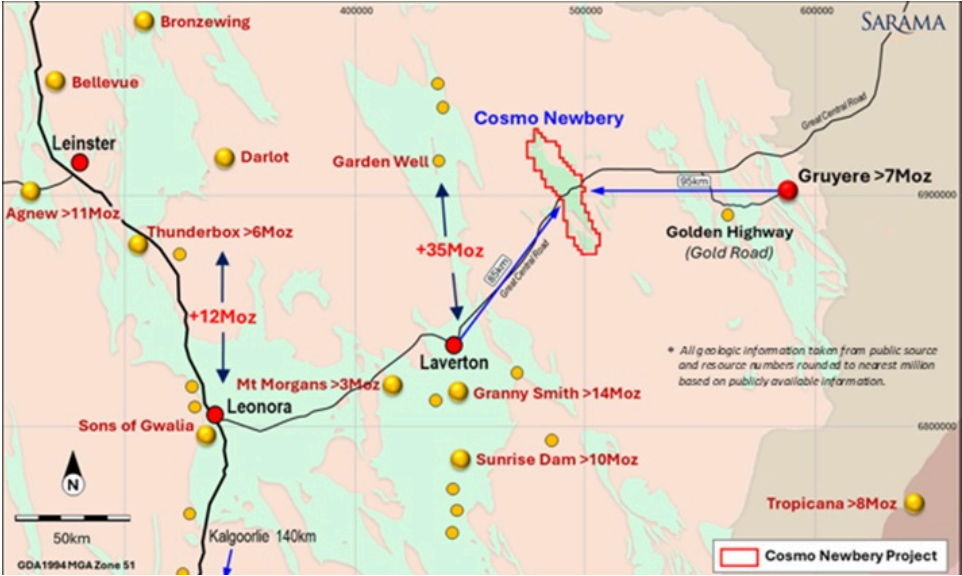 400000
500000
600000
SARAMA
Bronzewing
Bellevue
Great Central Road
Cosmo Newbery
Leinster
Darlot
Garden Well
95km
Gruyere >7Moz
6900000
Agnew >11Moz
Golden Highway
(Gold Road)
Thunderbox >6Moz
+35Moz
85km
Great Central Road
+12Moz
* All geologic information taken from public source
and resource numbers rounded to nearest million
based on publicly available information.
Laverton
Mt Morgans >3Moz
Granny Smith >14Moz
Leonora
Sons of Gwalia
6800000
Sunrise Dam >10Moz
N
Tropicana >8Moz
50km
Kalgoorlie 140km
GDA1994 MGA Zone 51
Cosmo Newbery Project